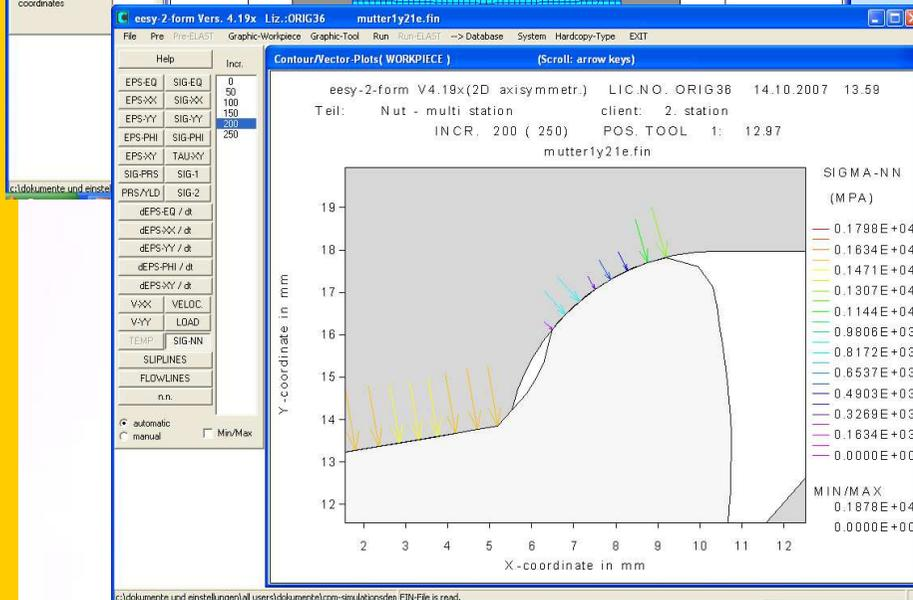 coordinates
c:\dokumente und einste
eesy-2-form Vers. 4.19x Liz.:ORIG36 mutter1y21e.fin
File Pre Pre-ELAST Graphic-Workpiece Graphic-Tool Run Run-ELAST --> Database System Hardcopy-Type EXIT
Help
Incr.
EPS-EQ SIG-EQ
EPS-XX SIG-XX
EPS-YY SIG-YY
EPS-PHI SIG-PHI
EPS-XY TAU-XY
SIG-PRS SIG-1
PRS/YLD SIG-2
dEPS-EQ / dt
dEPS-XX / dt
dEPS-YY / dt
dEPS-PHI / dt
dEPS-XY / dt
V-XX VELOC.
V-YY LOAD
TEMP. SIG-NN
SLIPLINES
FLOWLINES
n.n.
automatic
manual
Min/Max
0
50
100
150
200
250
Contour/Vector-Plots( WORKPIECE ) (Scroll: arrow keys)
eesy-2-form V4.19x(2D axisymmetr.) LIC.NO. ORIG36 14.10.2007 13.59
Teil: Nut - multi station client: 2. station
INCR. 200 ( 250) POS. TOOL 1: 12.97
mutter1y21e.fin
Y-coordinate in mm
19
18
17
16
15
14
13
12
2 3 4 5 6 7 8 9 10 11 12
X-coordinate in mm
SIGMA-NN
(MPA)
0.1798E+04
0.1634E+04
0.1471E+04
0.1307E+04
0.1144E+04
0.9806E+03
0.8172E+03
0.6537E+03
0.4903E+03
0.3269E+03
0.1634E+03
0.0000E+00
MIN/MAX
0.1878E+04
0.0000E+00
c:\dokumente und einstellungen\all users\dokumente\cpm-simulationsden FIN-File is read.